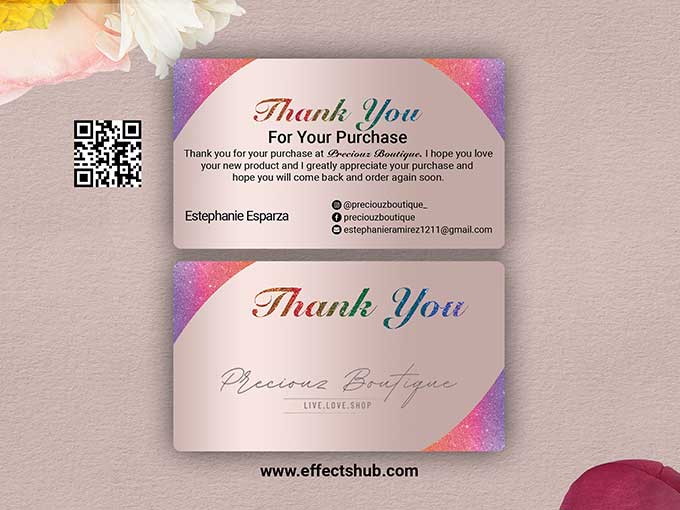 Thank You
For Your Purchase
Thank you for your purchase at Preciouz Boutique. I hope you love
your new product and I greatly appreciate your purchase and
hope you will come back and order again soon.
Estephanie Esparza
@preciouzboutique_
preciouzboutique
estephanieramirez1211@gmail.com
Thank You
Preciouz Boutique
LIVE.LOVE.SHOP
www.effectshub.com